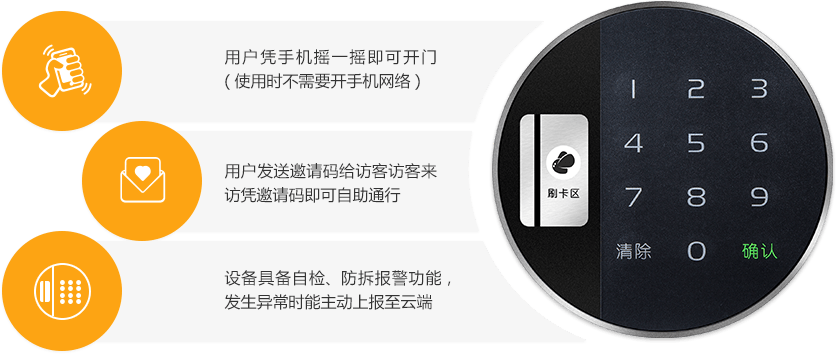 用户凭手机摇一摇即可开门
(使用时不需要开手机网络)
用户发送邀请码给访客访客来
访凭邀请码即可自助通行
设备具备自检、防拆报警功能，
发生异常时能主动上报至云端
1 2 3
4 5 6
刷卡区
7 8 9
清除 0 确认